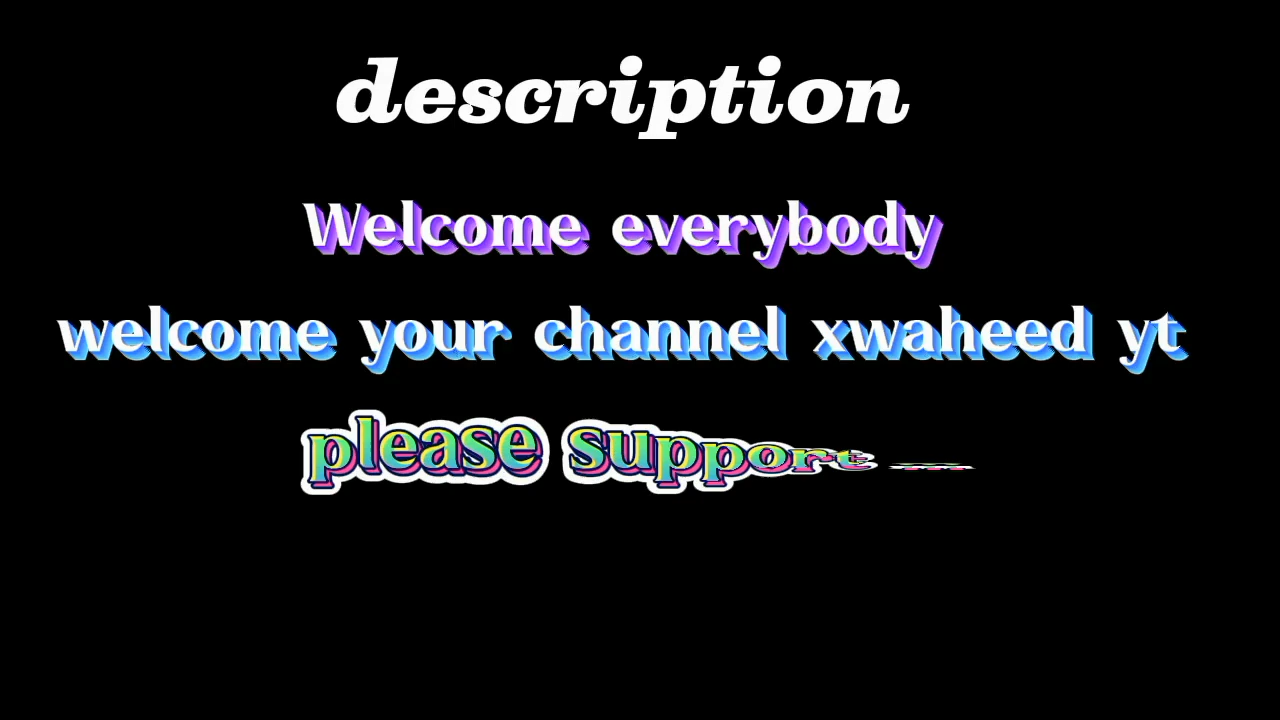 description
Welcome everybody
welcome your channel xwaheed yt
please support